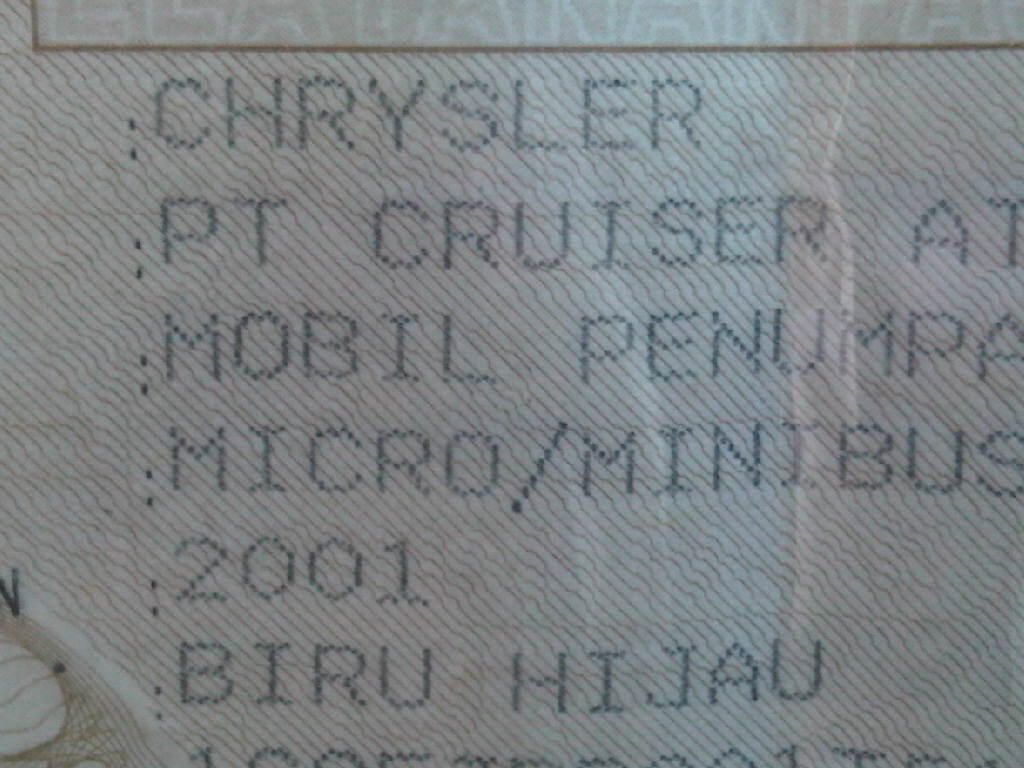 : CHRYSLER
: PT CRUISER AT
: MOBIL PENUMPA
: MICRO/MINIBUS
: 2001
N
: BIRU HIJAU